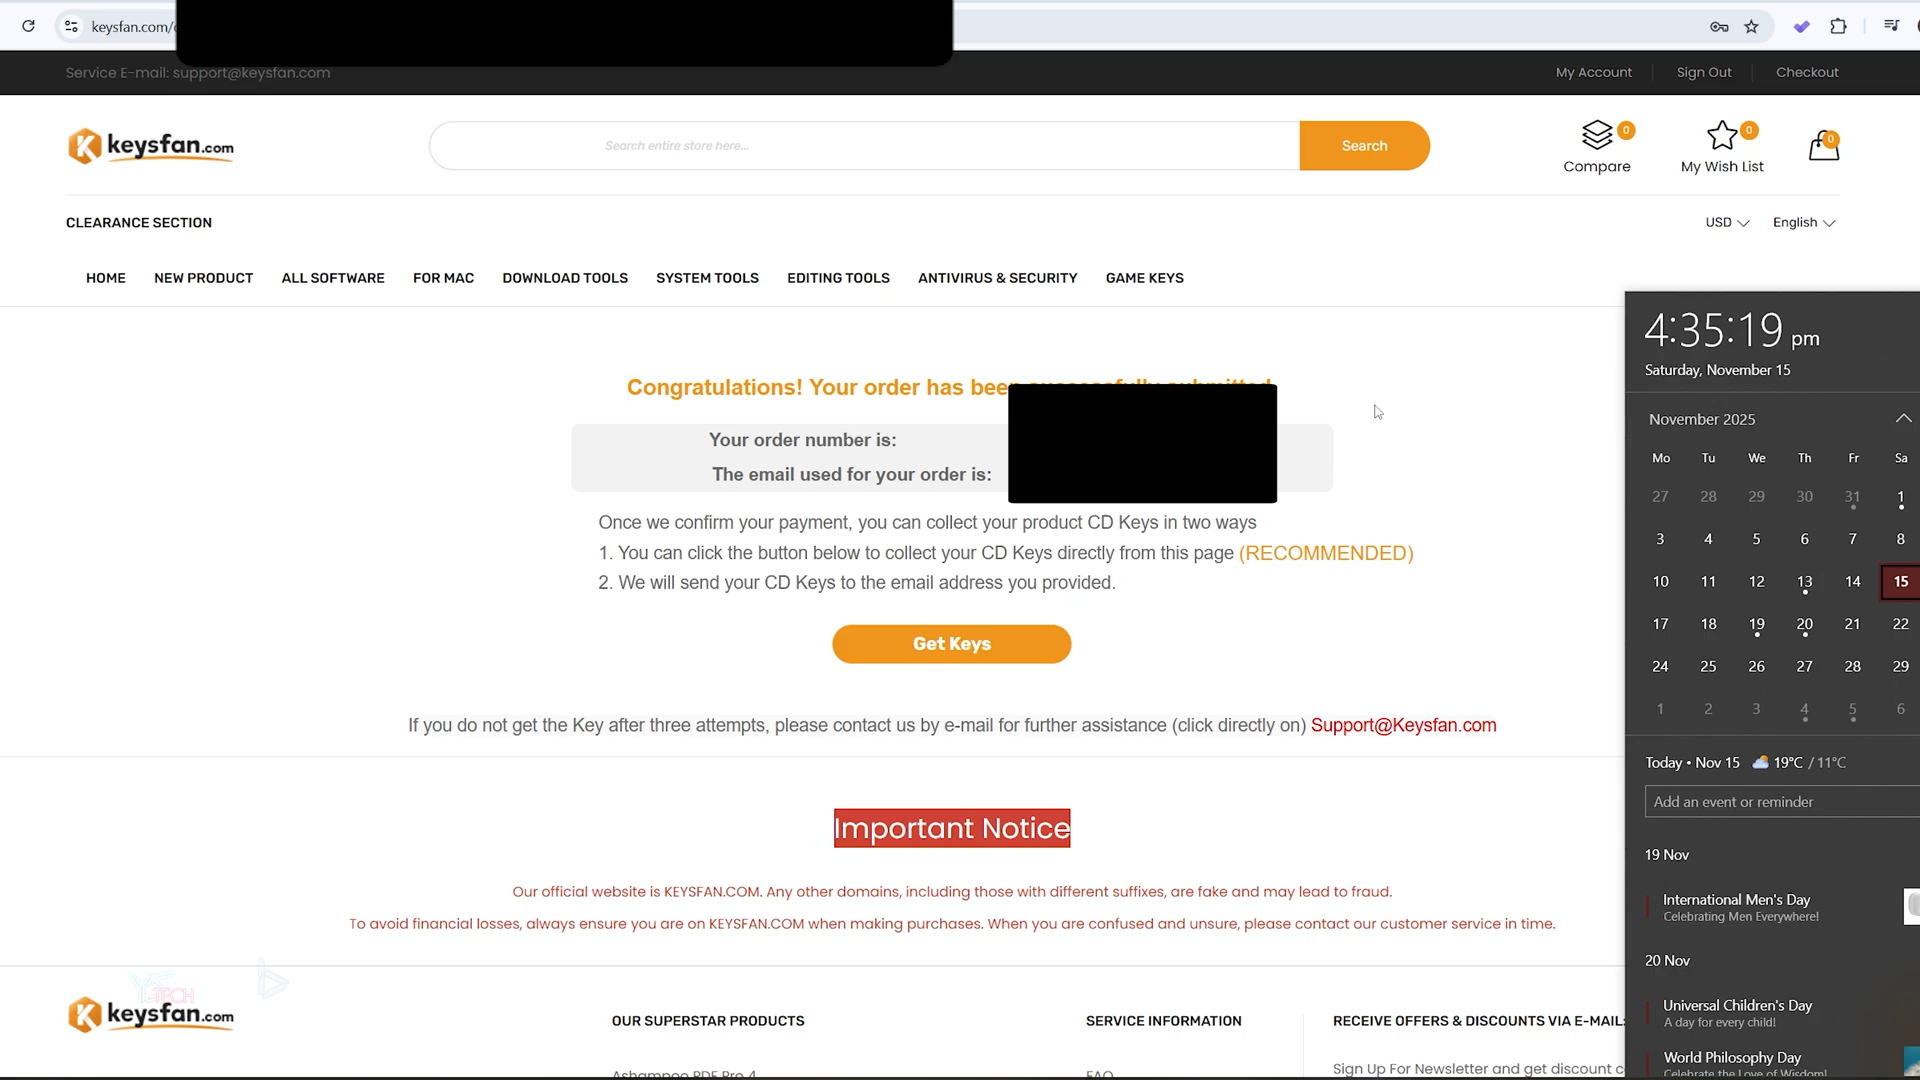 keysfan.com/
Service E-mail: support@keysfan.com
My Account
Sign Out
Checkout
keysfan.com
Search entire store here...
Search
0
Compare
0
My Wish List
0
CLEARANCE SECTION
USD
English
HOME
NEW PRODUCT
ALL SOFTWARE
FOR MAC
DOWNLOAD TOOLS
SYSTEM TOOLS
EDITING TOOLS
ANTIVIRUS & SECURITY
GAME KEYS
Congratulations! Your order has been successfully submitted
Your order number is:
The email used for your order is:
Once we confirm your payment, you can collect your product CD Keys in two ways
1. You can click the button below to collect your CD Keys directly from this page (RECOMMENDED)
2. We will send your CD Keys to the email address you provided.
Get Keys
If you do not get the Key after three attempts, please contact us by e-mail for further assistance (click directly on) Support@Keysfan.com
Important Notice
Our official website is KEYSFAN.COM. Any other domains, including those with different suffixes, are fake and may lead to fraud.
To avoid financial losses, always ensure you are on KEYSFAN.COM when making purchases. When you are confused and unsure, please contact our customer service in time.
TECH
keysfan.com
OUR SUPERSTAR PRODUCTS
Ashampoo PDF Pro 4
SERVICE INFORMATION
FAQ
RECEIVE OFFERS & DISCOUNTS VIA E-MAIL:
Sign Up For Newsletter and get discount
4:35:19 pm
Saturday, November 15
November 2025
Mo Tu We Th Fr Sa
27 28 29 30 31 1
3 4 5 6 7 8
10 11 12 13 14 15
17 18 19 20 21 22
24 25 26 27 28 29
1 2 3 4 5 6
Today • Nov 15 19°C / 11°C
Add an event or reminder
19 Nov
International Men's Day
Celebrating Men Everywhere!
20 Nov
Universal Children's Day
A day for every child!
World Philosophy Day
Celebrate the Love of Wisdom!